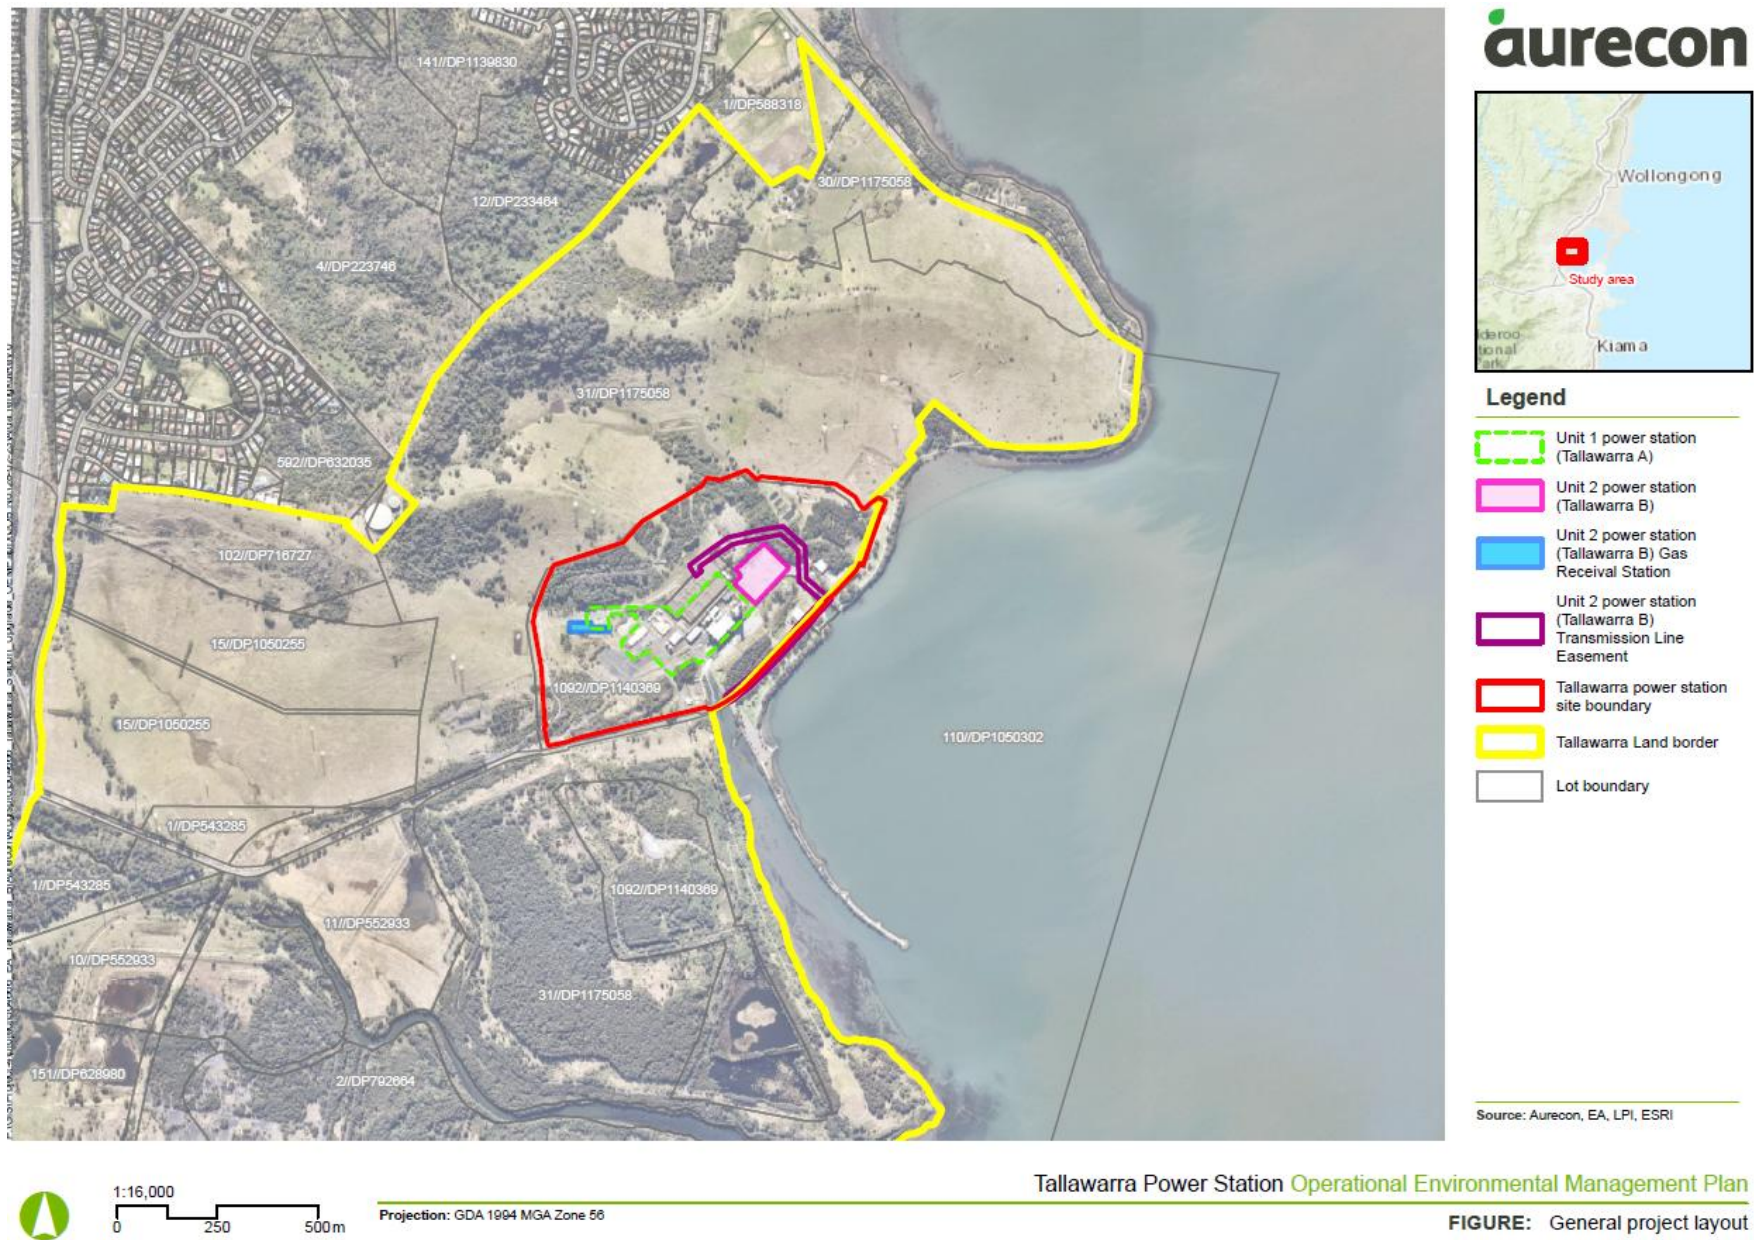 141//DP1139830
1//DP588318
30//DP1175058
12//DP233464
4//DP223746
31//DP1175058
592//DP632035
102//DP716727
15//DP1050255
1092//DP1140369
15//DP1050255
110//DP1050302
1//DP543285
1//DP543285
1092//DP1140369
11//DP552933
10//DP552933
31//DP1175058
151//DP628980
2//DP792664
aurecon
Wollongong
Study area
Kiama
Legend
Unit 1 power station
(Tallawarra A)
Unit 2 power station
(Tallawarra B)
Unit 2 power station
(Tallawarra B) Gas
Receival Station
Unit 2 power station
(Tallawarra B)
Transmission Line
Easement
Tallawarra power station
site boundary
Tallawarra Land border
Lot boundary
Source: Aurecon, EA, LPI, ESRI
1:16,000
0 250 500m
Projection: GDA 1994 MGA Zone 56
Tallawarra Power Station Operational Environmental Management Plan
FIGURE: General project layout